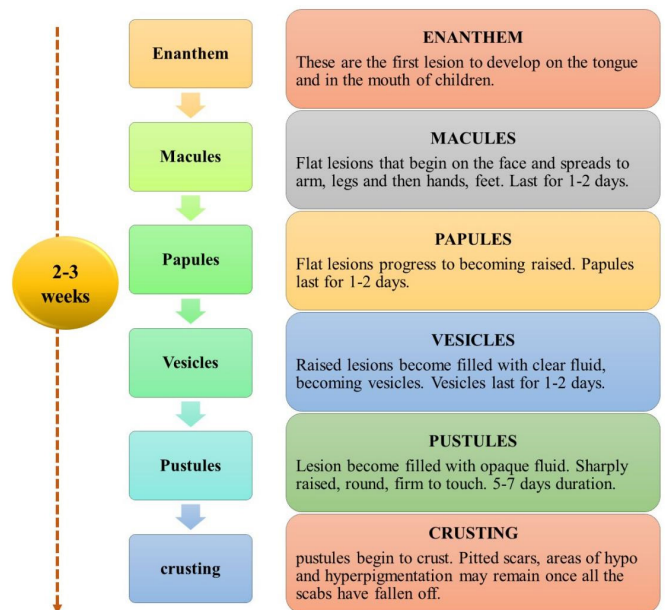 Enanthem
ENANTHEM
These are the first lesion to develop on the tongue
and in the mouth of children.
Macules
MACULES
Flat lesions that begin on the face and spreads to
arm, legs and then hands, feet. Last for 1-2 days.
2-3
weeks
Papules
PAPULES
Flat lesions progress to becoming raised. Papules
last for 1-2 days.
Vesicles
VESICLES
Raised lesions become filled with clear fluid,
becoming vesicles. Vesicles last for 1-2 days.
Pustules
PUSTULES
Lesion become filled with opaque fluid. Sharply
raised, round, firm to touch. 5-7 days duration.
crusting
CRUSTING
pustules begin to crust. Pitted scars, areas of hypo
and hyperpigmentation may remain once all the
scabs have fallen off.